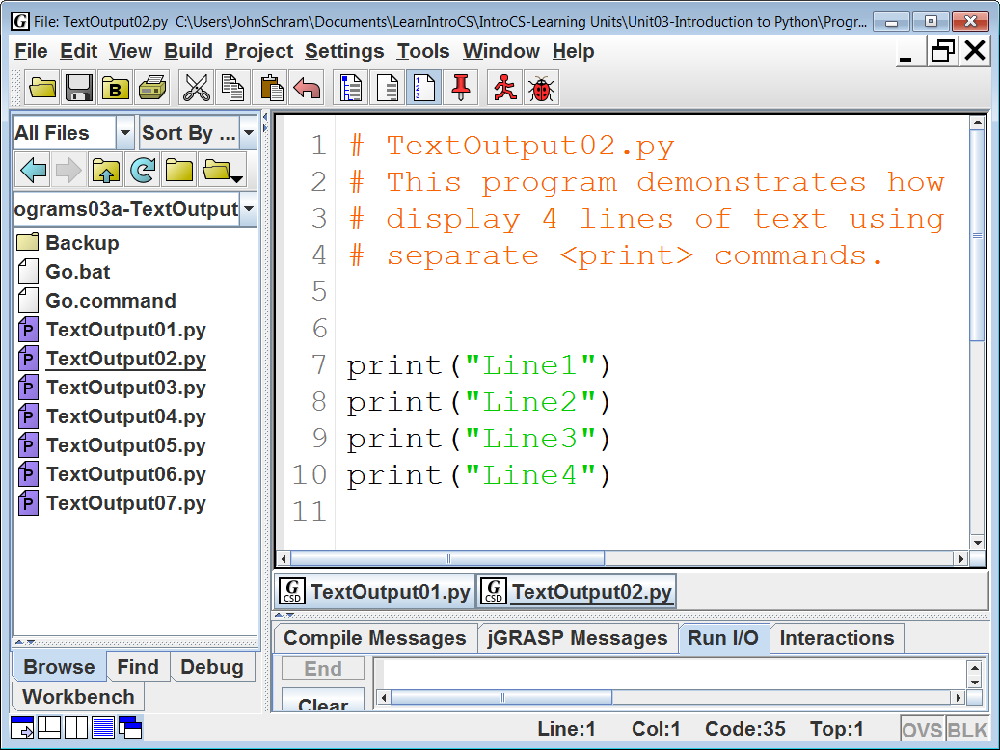 File: TextOutput02.py C:\Users\JohnSchram\Documents\LearnIntroCS\IntroCS-Learning Units\Unit03-Introduction to Python\Progr...
File Edit View Build Project Settings Tools Window Help
All Files Sort By ...
ograms03a-TextOutput
Backup
Go.bat
Go.command
TextOutput01.py
TextOutput02.py
TextOutput03.py
TextOutput04.py
TextOutput05.py
TextOutput06.py
TextOutput07.py
Browse Find Debug
Workbench
1 # TextOutput02.py
2 # This program demonstrates how
3 # display 4 lines of text using
4 # separate <print> commands.
5
6
7 print("Line1")
8 print("Line2")
9 print("Line3")
10 print("Line4")
11
G CSD TextOutput01.py G CSD TextOutput02.py
Compile Messages jGRASP Messages Run I/O Interactions
End
Clear
Line:1 Col:1 Code:35 Top:1 OVS BLK